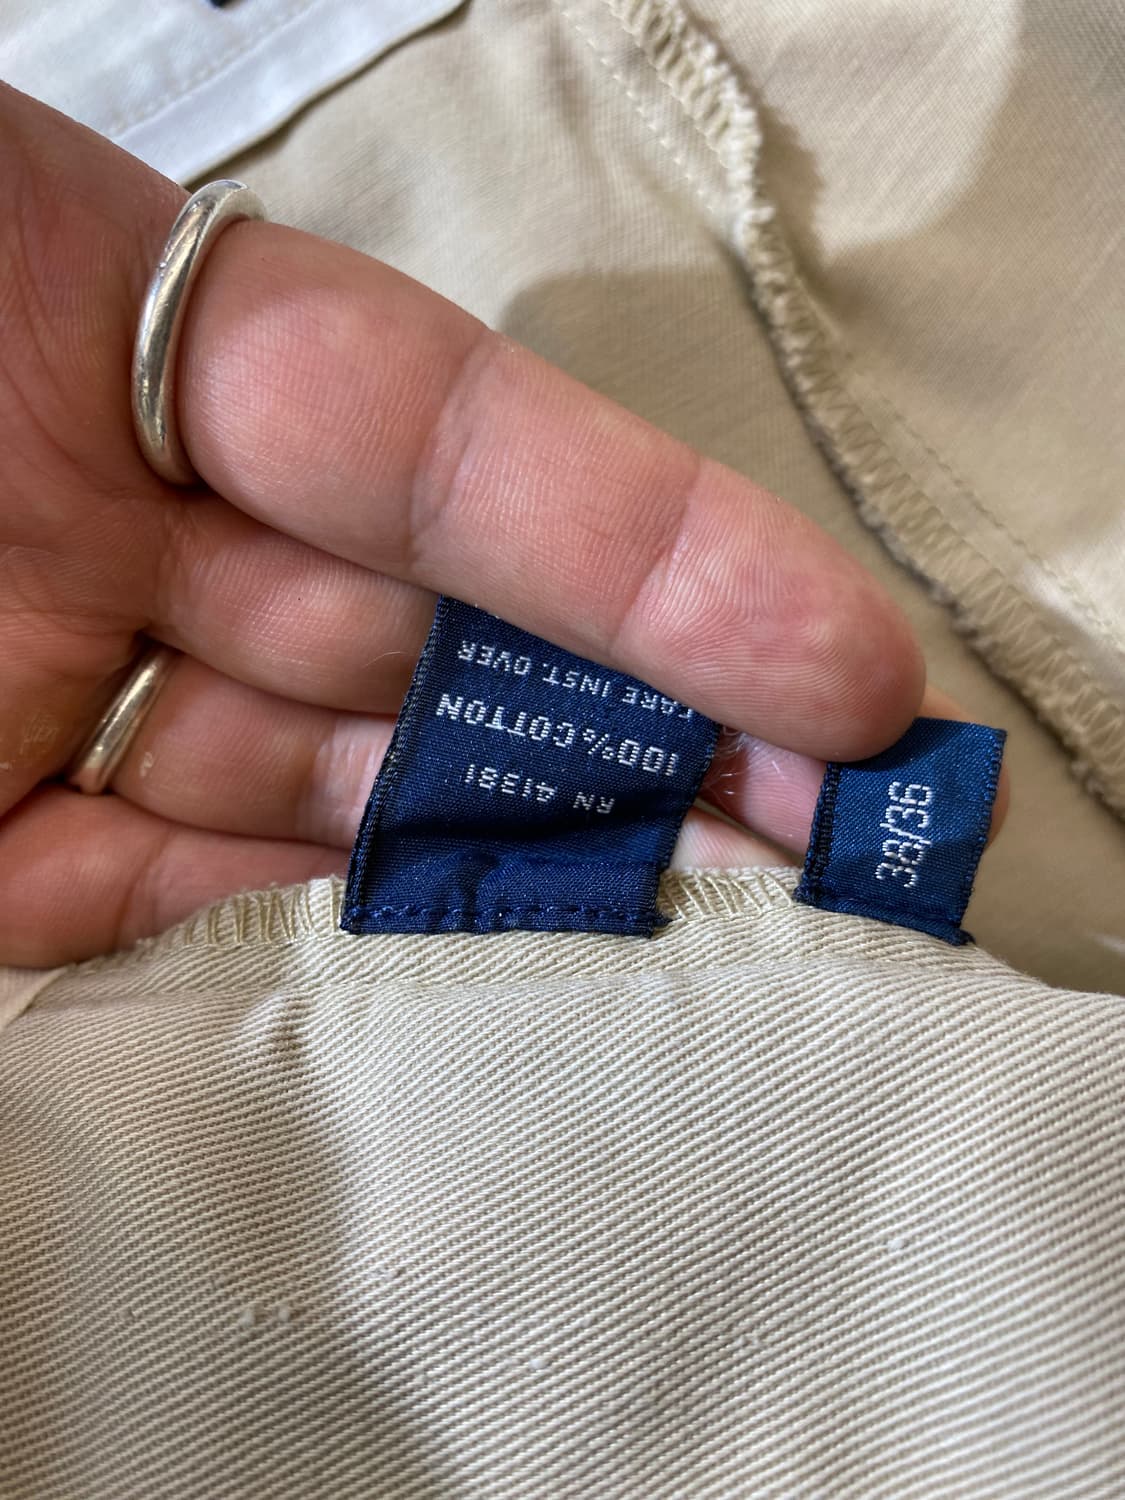 RN 41381
100% COTTON
CARE INST. OVER
38/36